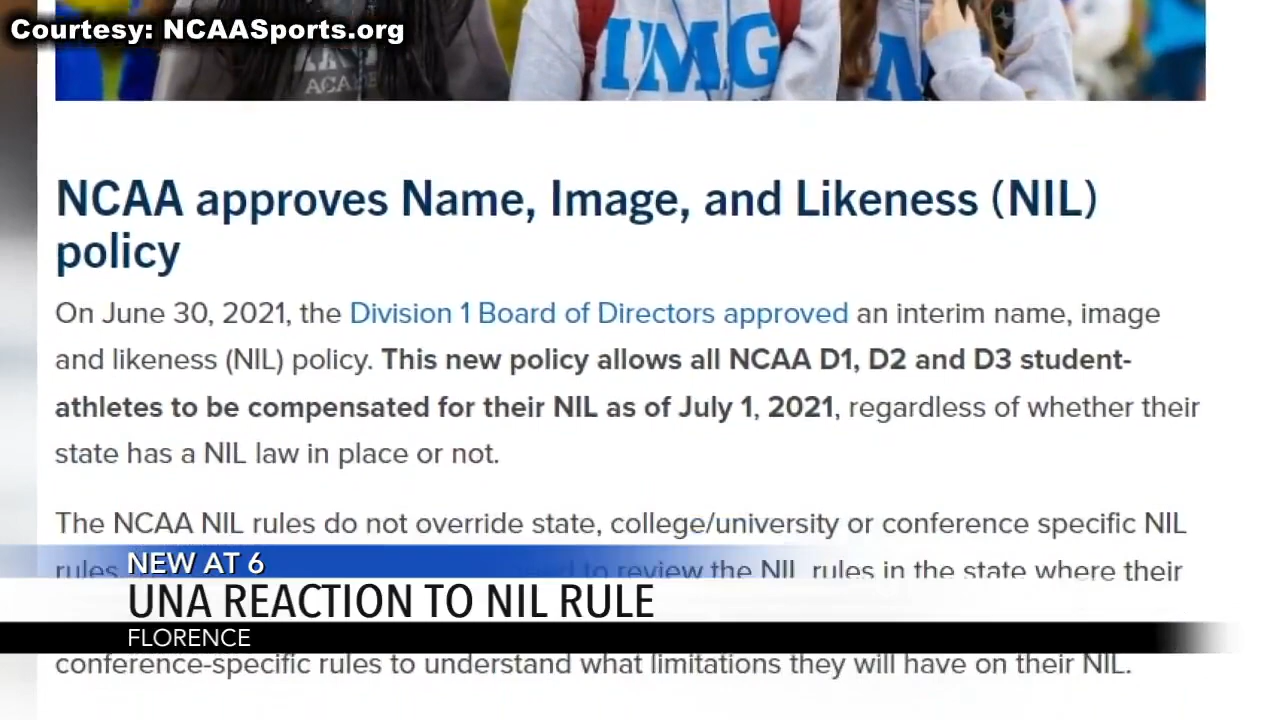 Courtesy: NCAASports.org
ACADE
IMG
NCAA approves Name, Image, and Likeness (NIL)
policy
On June 30, 2021, the Division 1 Board of Directors approved an interim name, image
and likeness (NIL) policy. This new policy allows all NCAA D1, D2 and D3 student-
athletes to be compensated for their NIL as of July 1, 2021, regardless of whether their
state has a NIL law in place or not.
The NCAA NIL rules do not override state, college/university or conference specific NIL
rules. to review the NIL rules in the state where their
NEW AT 6
UNA REACTION TO NIL RULE
FLORENCE
conference-specific rules to understand what limitations they will have on their NIL.